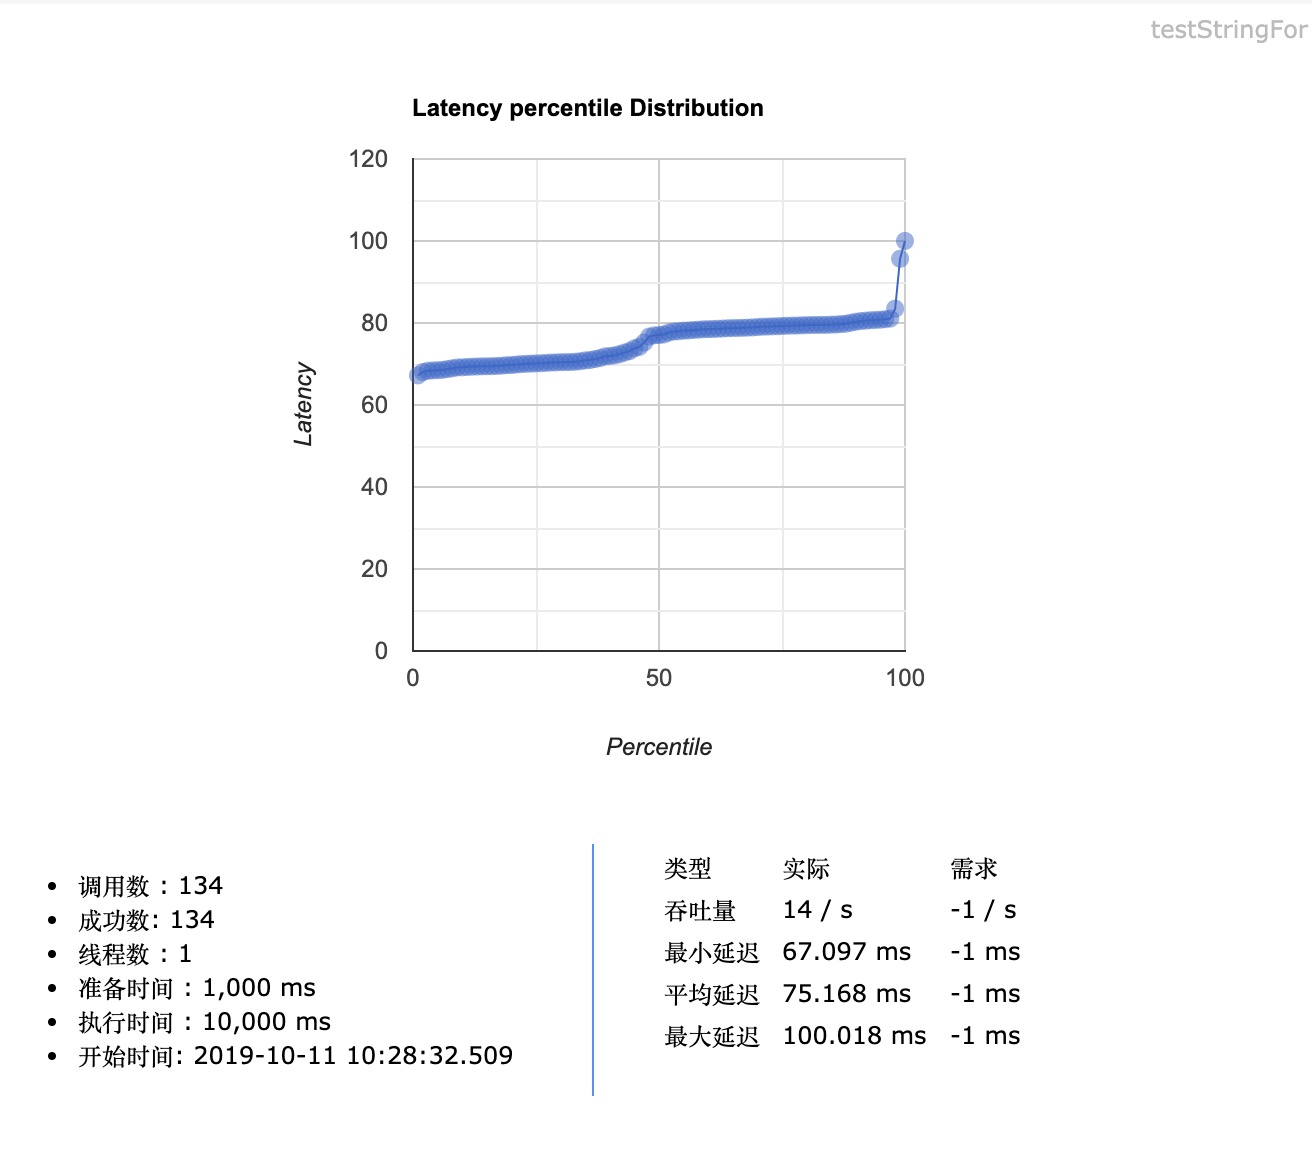 testStringFor
Latency percentile Distribution
120
100
80
60
40
20
0
Latency
0 50 100
Percentile
调用数 : 134
成功数: 134
线程数 : 1
准备时间 : 1,000 ms
执行时间 : 10,000 ms
开始时间: 2019-10-11 10:28:32.509
类型 实际 需求
吞吐量 14 / s -1 / s
最小延迟 67.097 ms -1 ms
平均延迟 75.168 ms -1 ms
最大延迟 100.018 ms -1 ms